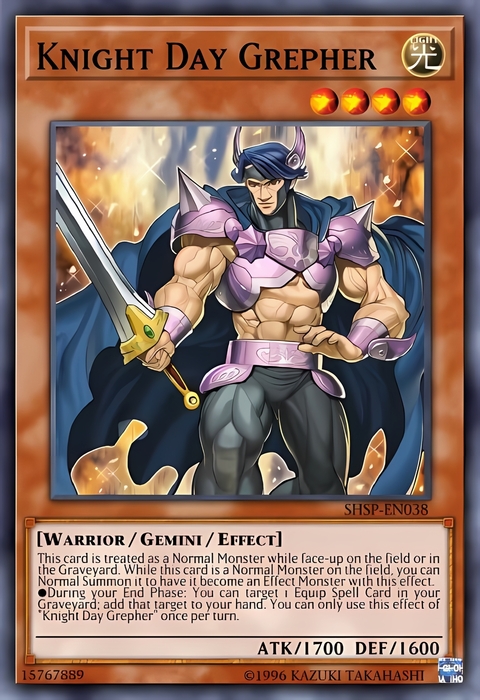 Knight Day Grepher
LIGHT
光
SHSP-EN038
[Warrior / Gemini / Effect]
This card is treated as a Normal Monster while face-up on the field or in
the Graveyard. While this card is a Normal Monster on the field, you can
Normal Summon it to have it become an Effect Monster with this effect.
●During your End Phase: You can target 1 Equip Spell Card in your
Graveyard; add that target to your hand. You can only use this effect of
"Knight Day Grepher" once per turn.
ATK/1700 DEF/1600
15767889
©1996 KAZUKI TAKAHASHI